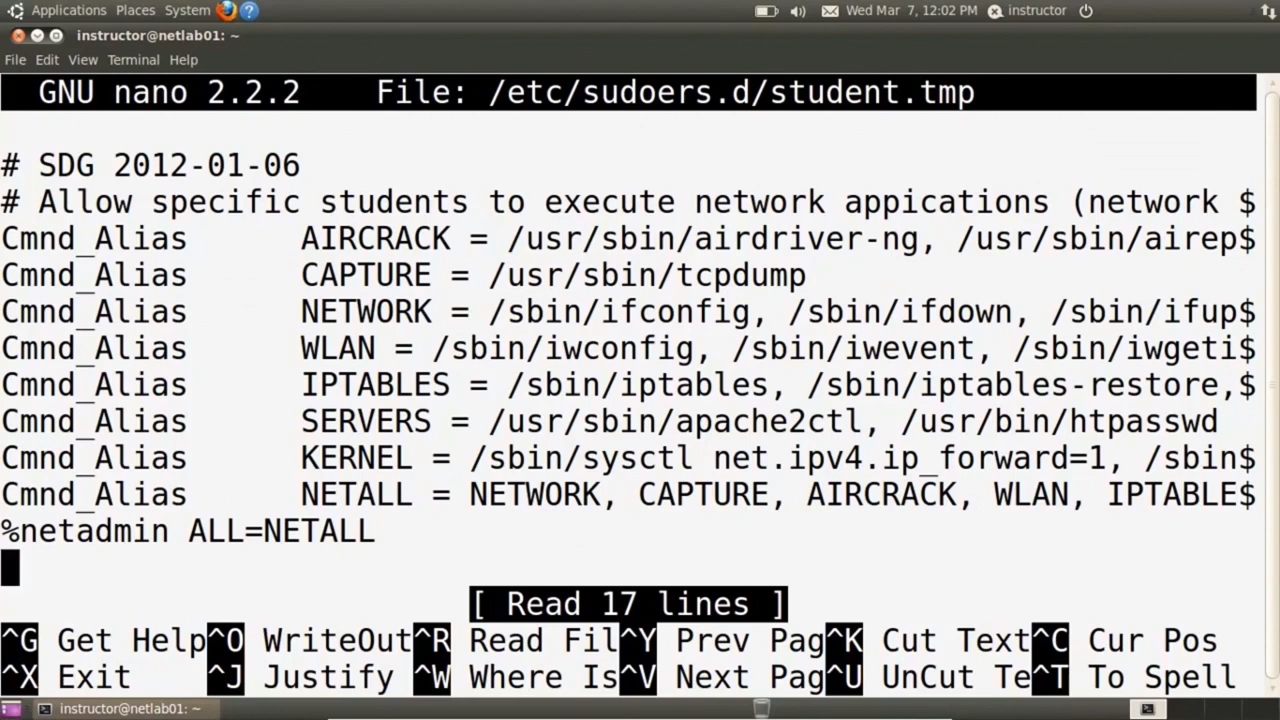 Applications Places System Wed Mar 7, 12:02 PM instructor
instructor@netlab01: ~
File Edit View Terminal Help
GNU nano 2.2.2 File: /etc/sudoers.d/student.tmp
# SDG 2012-01-06
# Allow specific students to execute network appications (network $
Cmnd_Alias AIRCRACK = /usr/sbin/airdriver-ng, /usr/sbin/airep$
Cmnd_Alias CAPTURE = /usr/sbin/tcpdump
Cmnd_Alias NETWORK = /sbin/ifconfig, /sbin/ifdown, /sbin/ifup$
Cmnd_Alias WLAN = /sbin/iwconfig, /sbin/iwevent, /sbin/iwgeti$
Cmnd_Alias IPTABLES = /sbin/iptables, /sbin/iptables-restore,$
Cmnd_Alias SERVERS = /usr/sbin/apache2ctl, /usr/bin/htpasswd
Cmnd_Alias KERNEL = /sbin/sysctl net.ipv4.ip_forward=1, /sbin$
Cmnd_Alias NETALL = NETWORK, CAPTURE, AIRCRACK, WLAN, IPTABLE$
%netadmin ALL=NETALL
[ Read 17 lines ]
^G Get Help ^O WriteOut ^R Read Fil ^Y Prev Pag ^K Cut Text ^C Cur Pos
^X Exit ^J Justify ^W Where Is ^V Next Pag ^U UnCut Te ^T To Spell
instructor@netlab01: ~